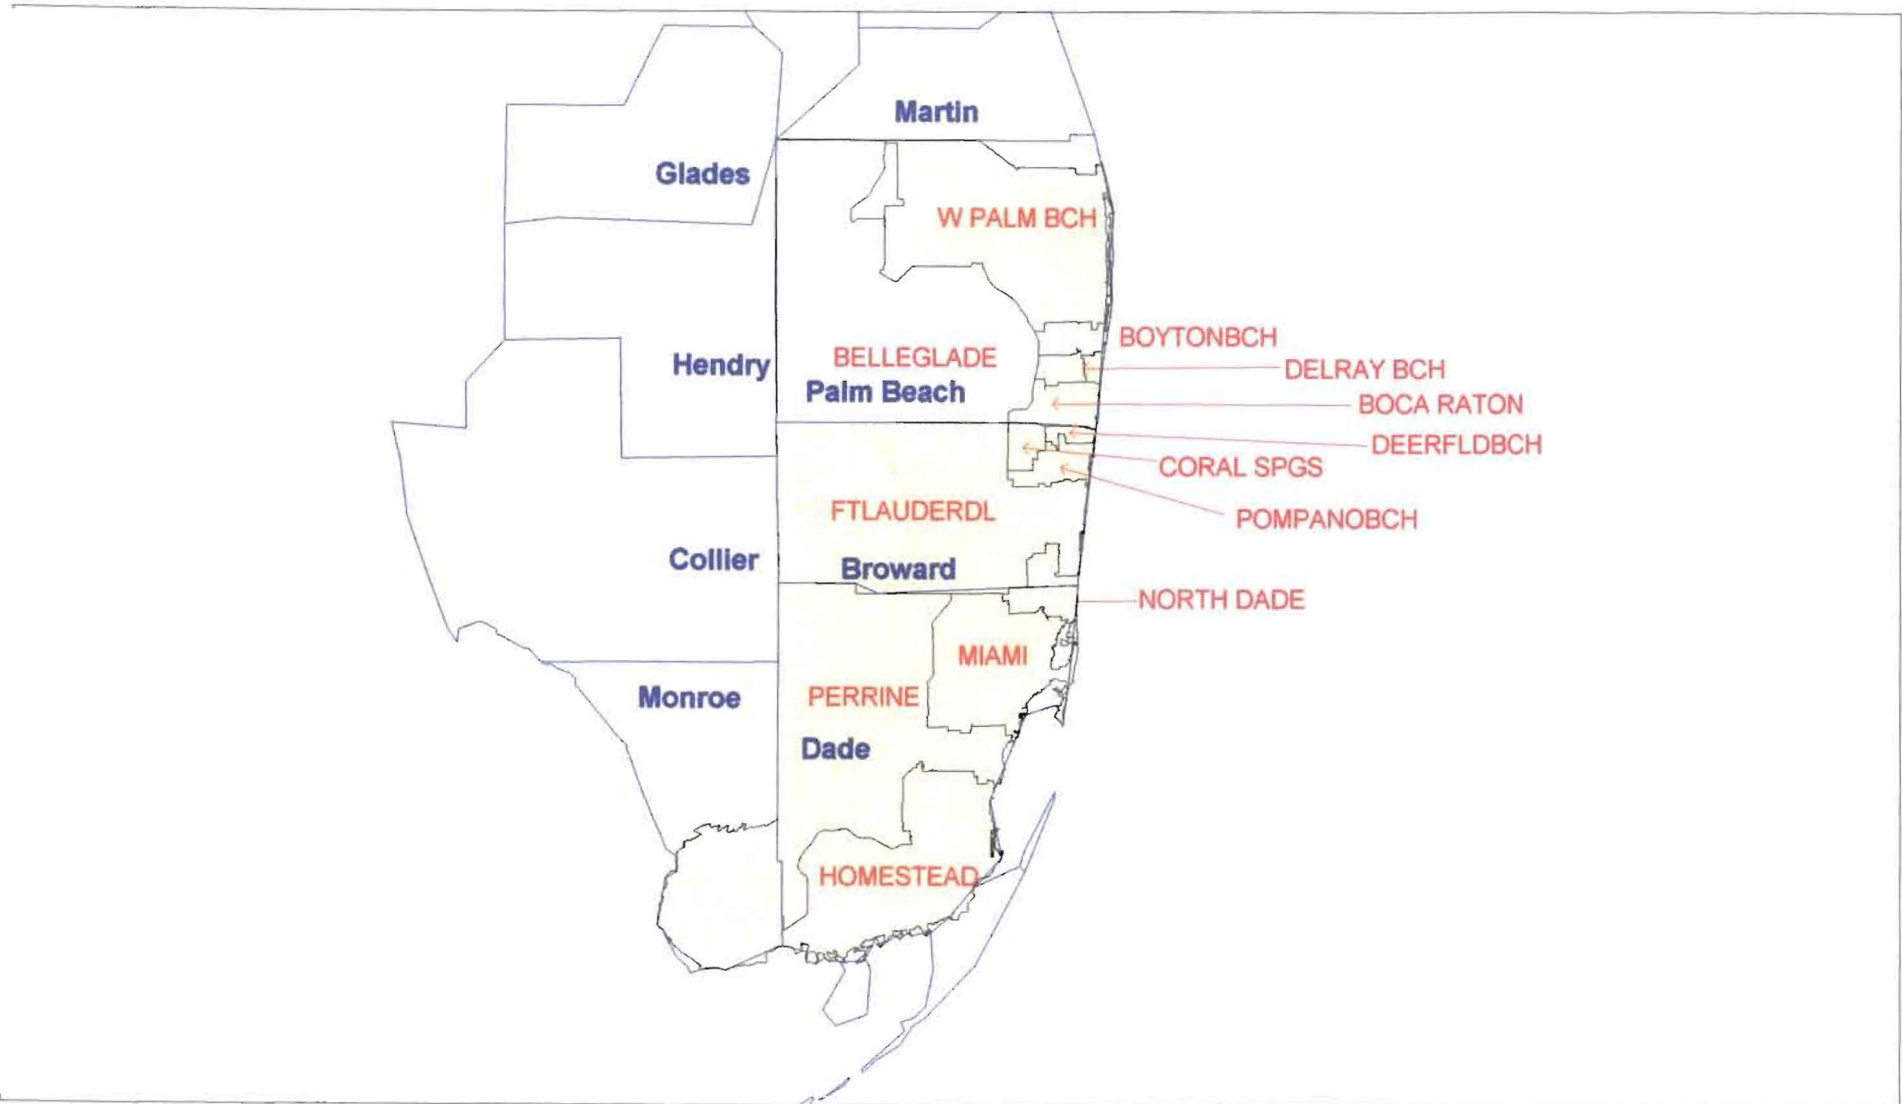 Martin
Glades
W PALM BCH
BOYTONBCH
BELLEGLADE
Hendry
DELRAY BCH
Palm Beach
BOCA RATON
DEERFLDBCH
CORAL SPGS
FTLAUDERDL
POMPANOBCH
Collier
Broward
NORTH DADE
MIAMI
Monroe
PERRINE
Dade
HOMESTEAD